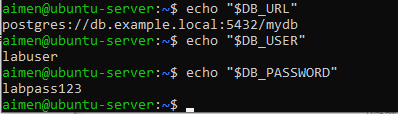 aimen@ubuntu-server:~$ echo "$DB_URL"
postgres://db.example.local:5432/mydb
aimen@ubuntu-server:~$ echo "$DB_USER"
labuser
aimen@ubuntu-server:~$ echo "$DB_PASSWORD"
labpass123
aimen@ubuntu-server:~$